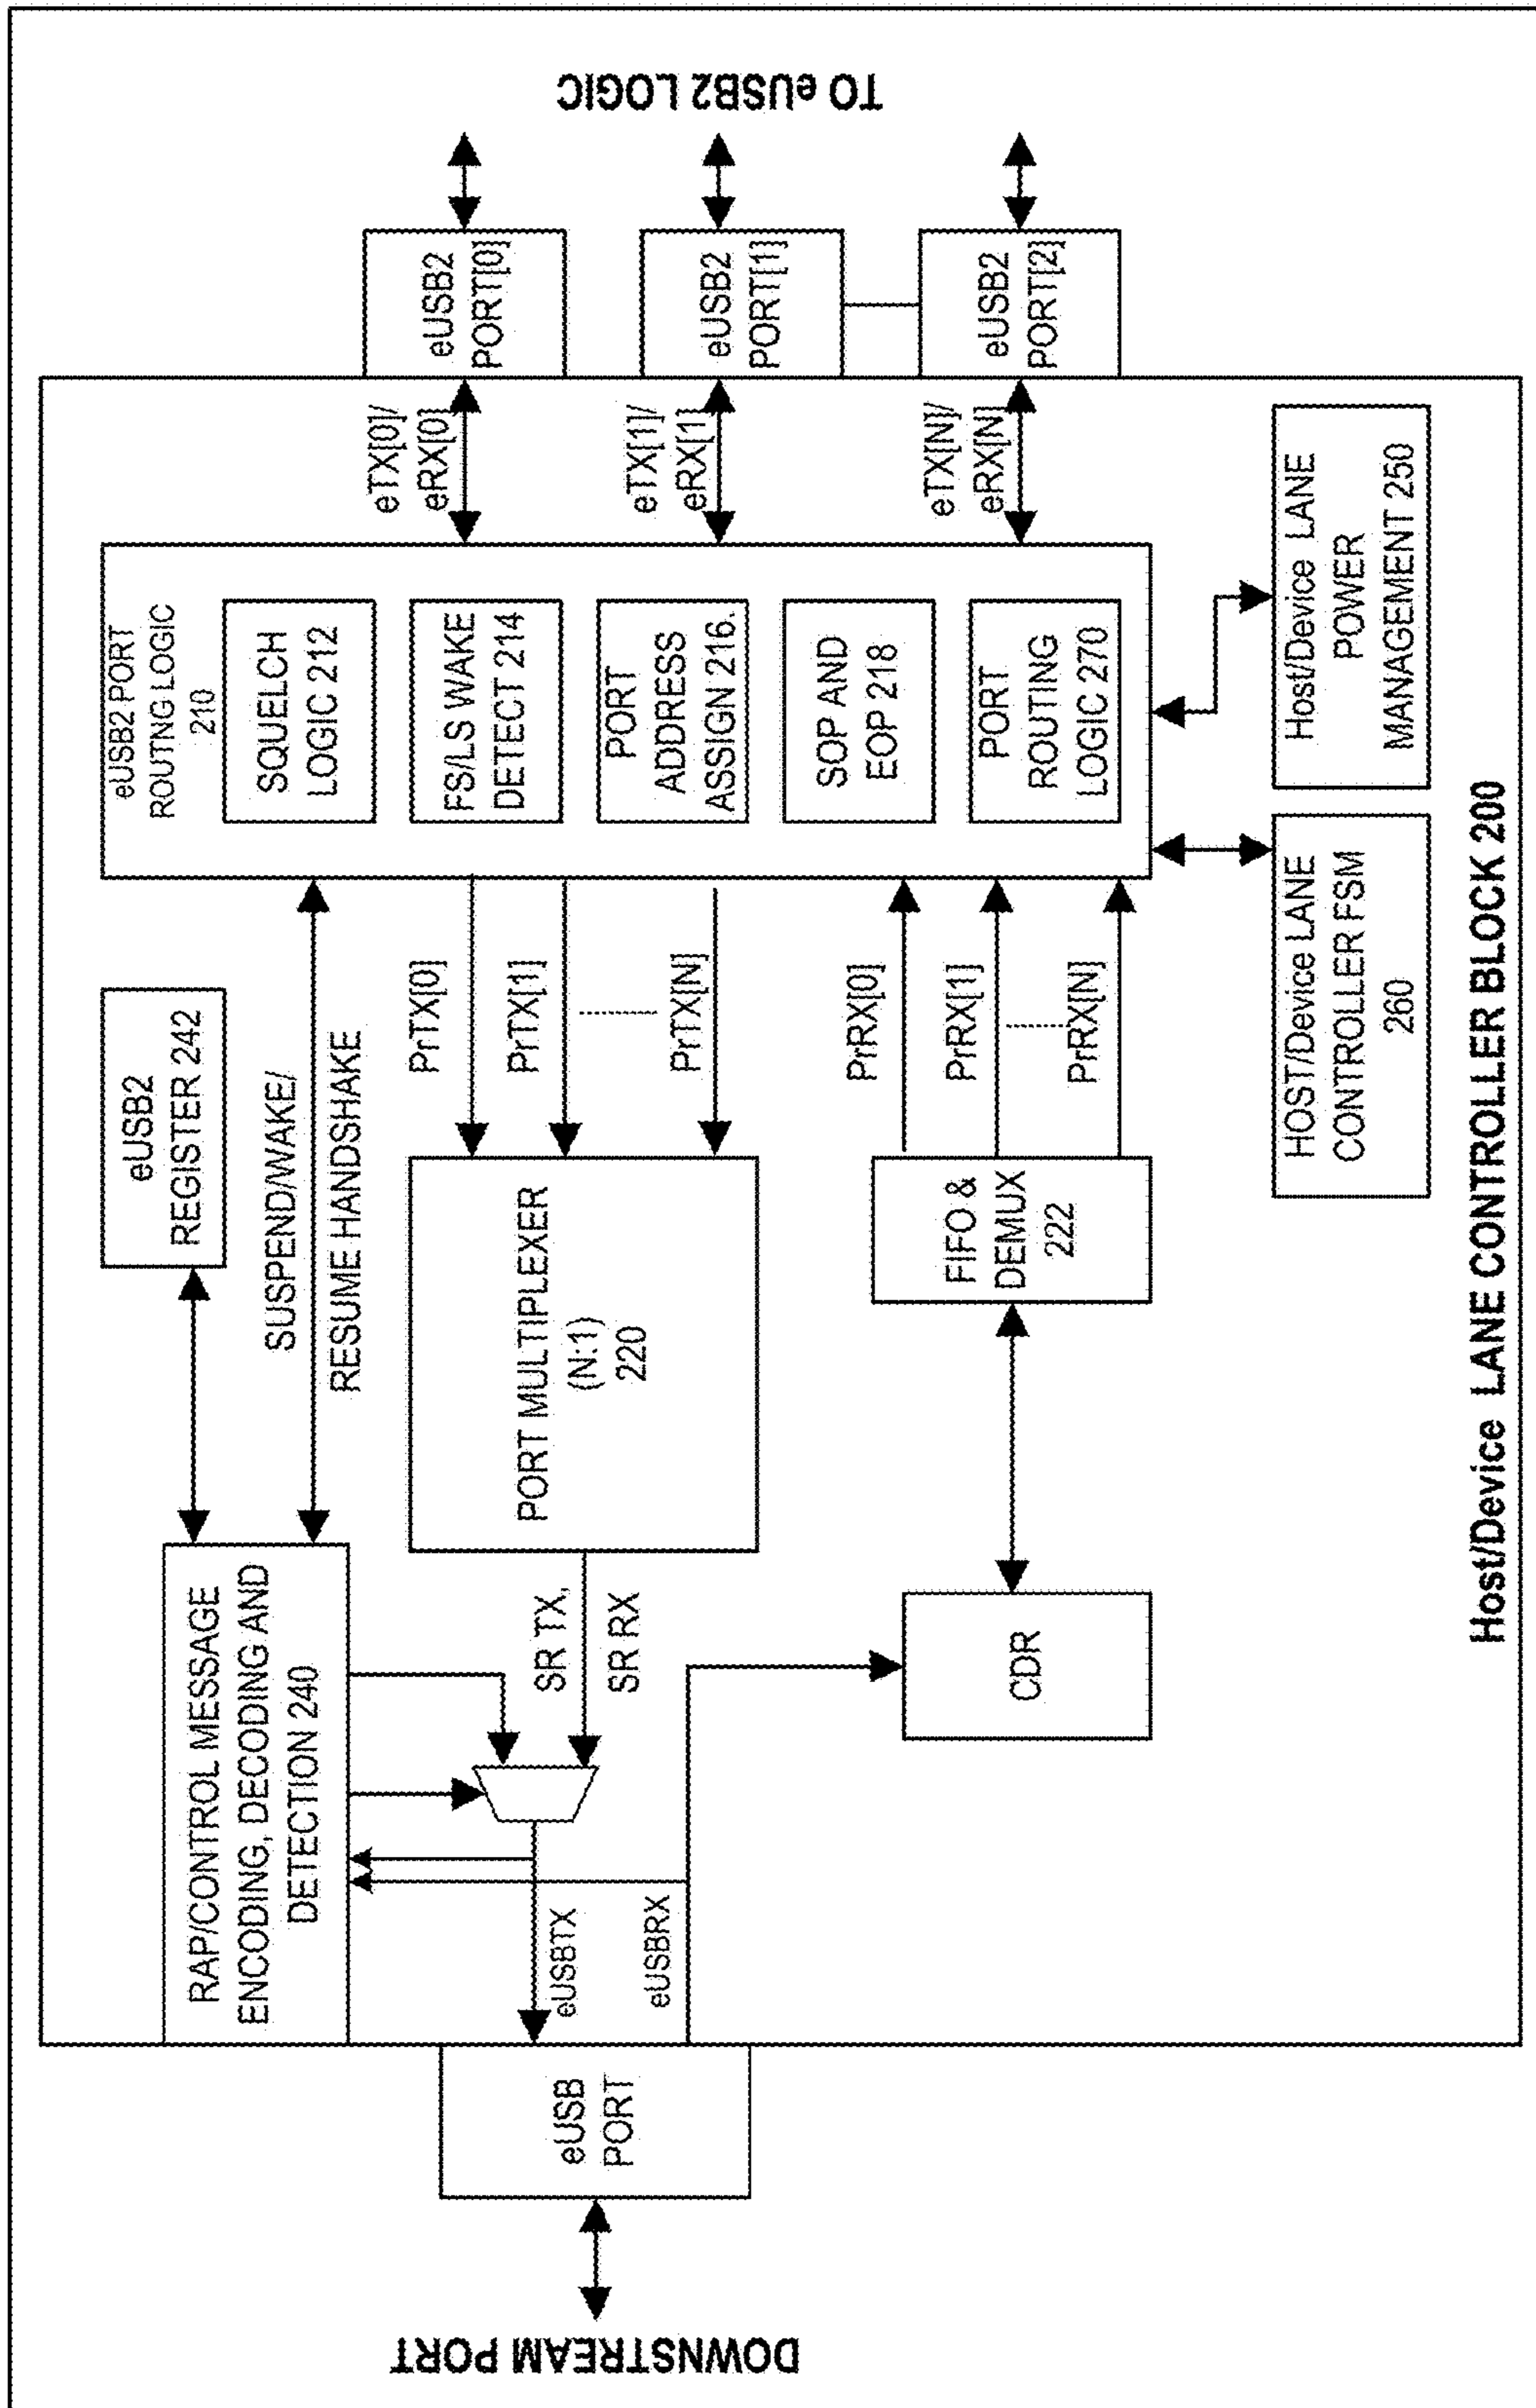 DOWNSTREAM PORT
eUSB
PORT
RAP/CONTROL MESSAGE
ENCODING, DECODING AND
DETECTION 240
eUSBTX
eUSBRX
SR TX,
SR RX
CDR
eUSB2
REGISTER 242
SUSPEND/WAKE/
RESUME HANDSHAKE
PORT MULTIPLEXER
(N:1)
220
FIFO &
DEMUX
222
PrTX[0]
PrTX[1]
PrTX[N]
PrRX[0]
PrRX[1]
PrRX[N]
eUSB2 PORT
ROUTNG LOGIC
210
SQUELCH
LOGIC 212
FS/LS WAKE
DETECT 214
PORT
ADDRESS
ASSIGN 216.
SOP AND
EOP 218
PORT
ROUTING
LOGIC 270
HOST/Device LANE
CONTROLLER FSM
260
Host/Device LANE
POWER
MANAGEMENT 250
eTX[0]/
eRX[0]
eTX[1]/
eRX[1]
eTX[N]/
eRX[N]
eUSB2
PORT[0]
eUSB2
PORT[1]
eUSB2
PORT[2]
TO eUSB2 LOGIC
Host/Device LANE CONTROLLER BLOCK 200